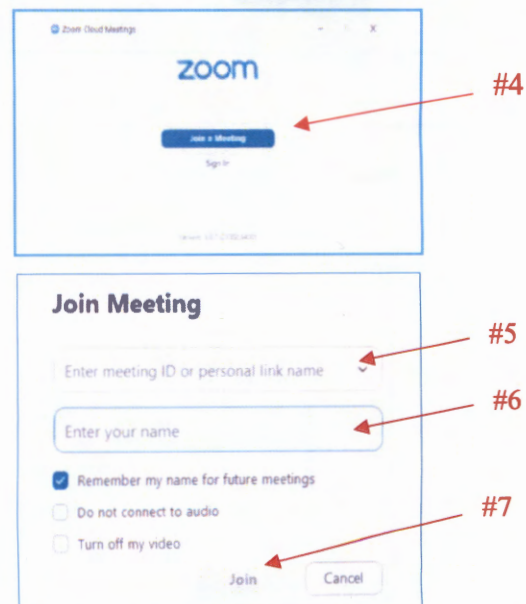 Zoom Cloud Meetings
zoom
#4
Join a Meeting
Sign In
Join Meeting
#5
Enter meeting ID or personal link name
#6
Enter your name
Remember my name for future meetings
Do not connect to audio
#7
Turn off my video
Join
Cancel